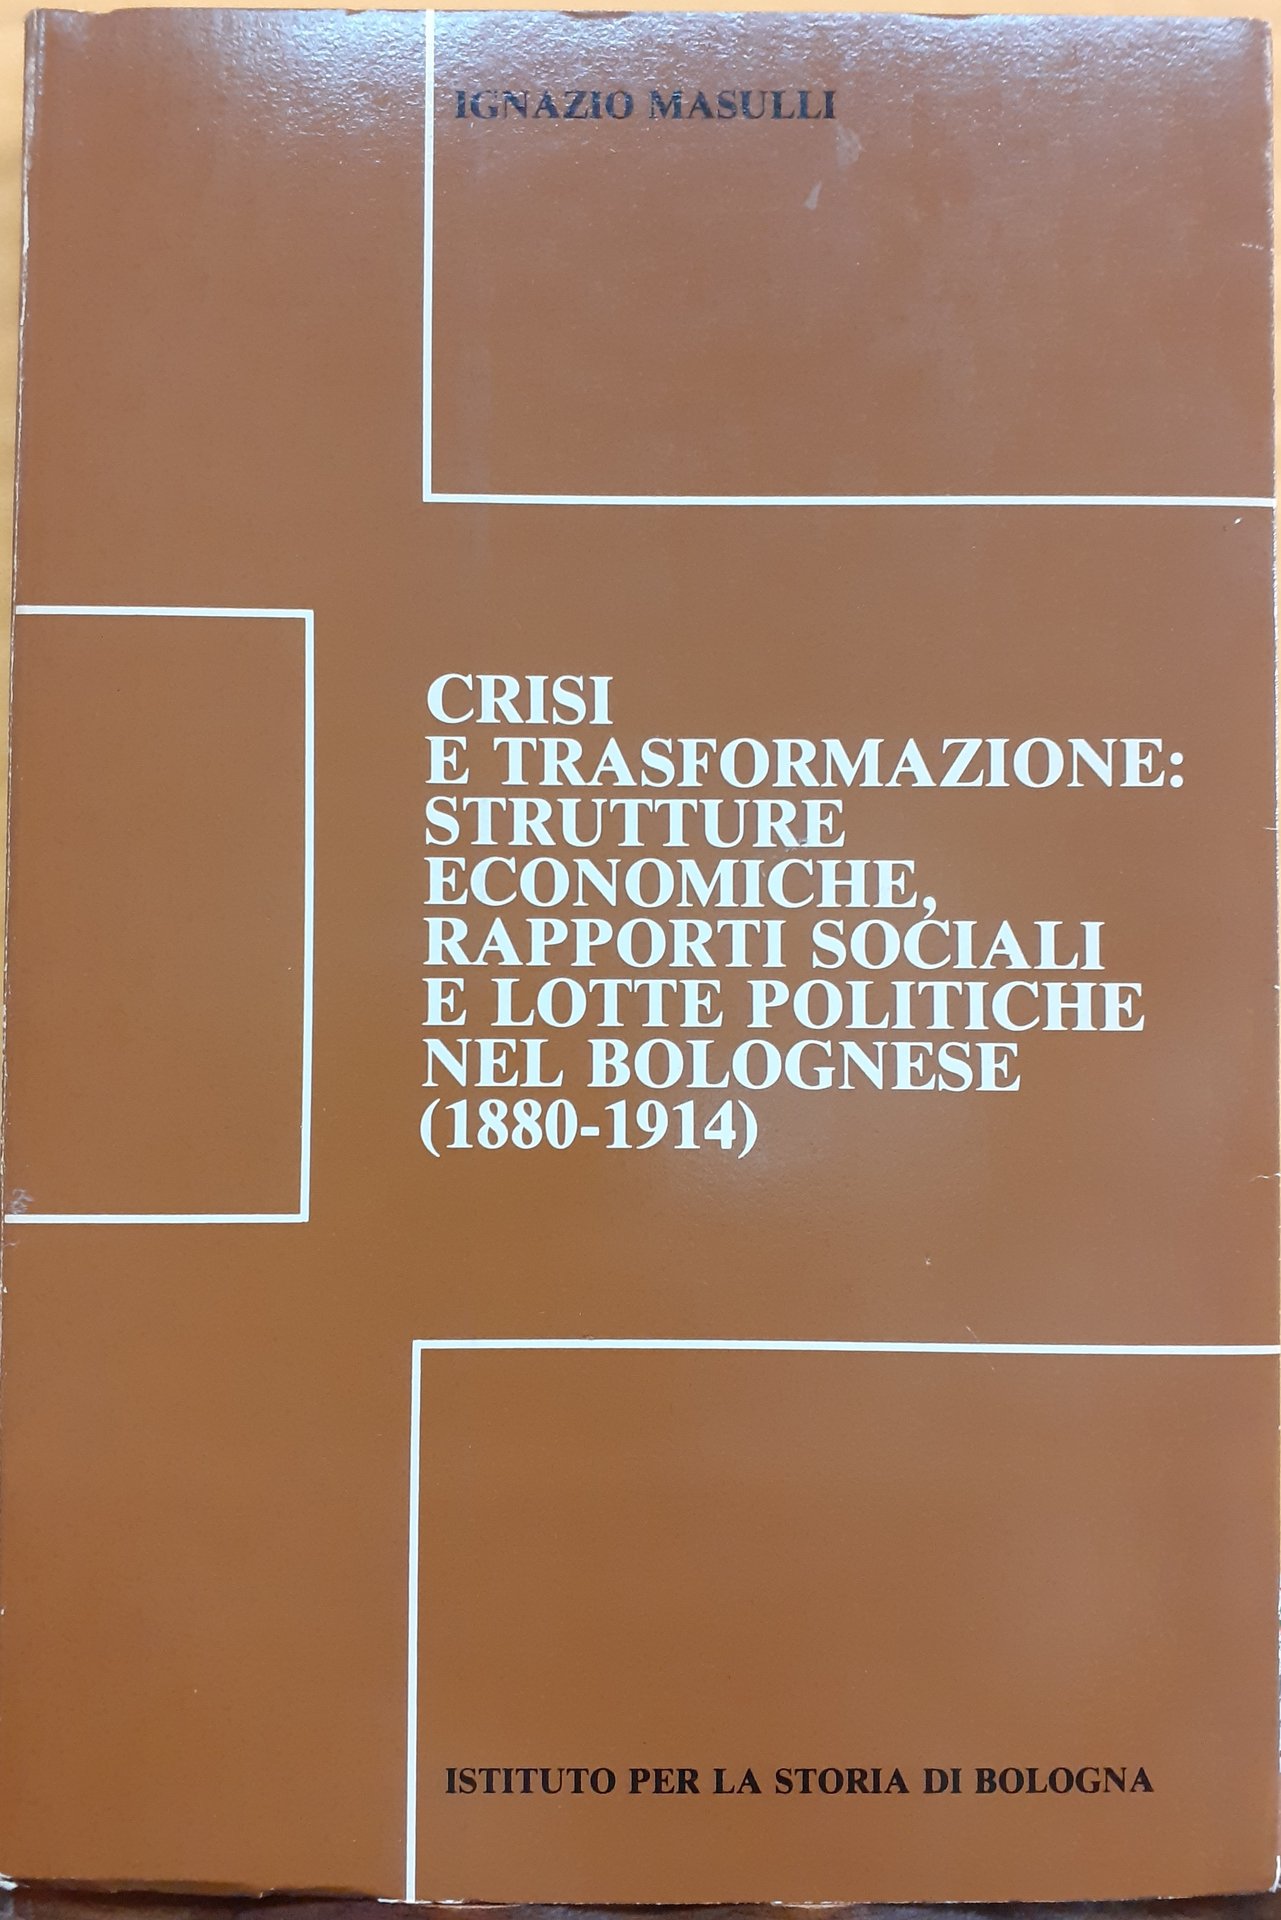 IGNAZIO MASULLI
CRISI
E TRASFORMAZIONE:
STRUTTURE
ECONOMICHE,
RAPPORTI SOCIALI
E LOTTE POLITICHE
NEL BOLOGNESE
(1880-1914)
ISTITUTO PER LA STORIA DI BOLOGNA